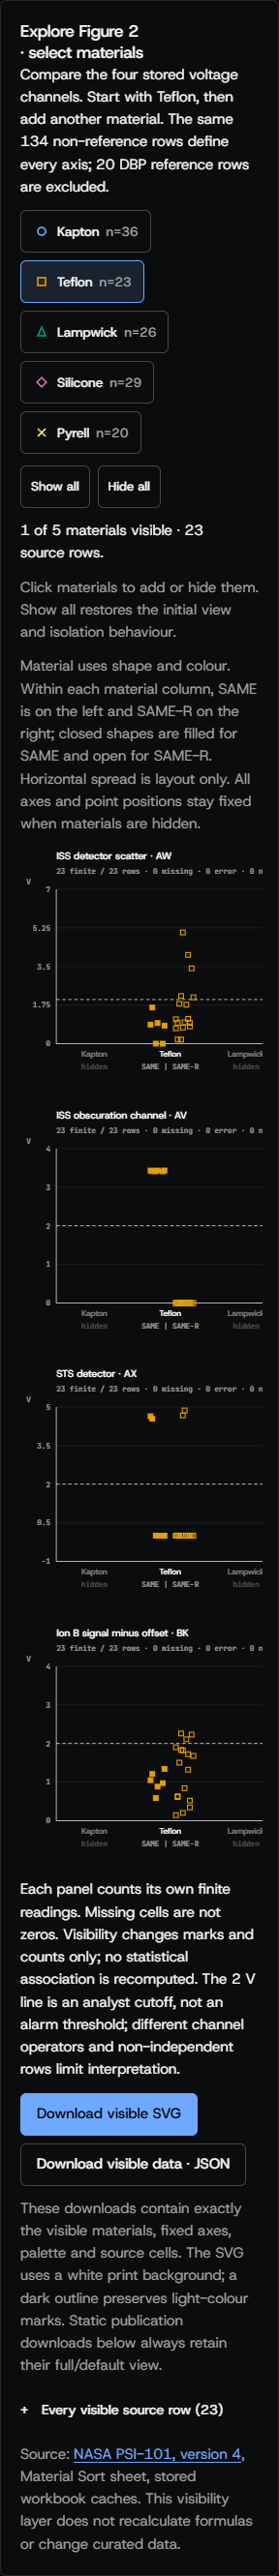 Explore Figure 2
· select materials
Compare the four stored voltage
channels. Start with Teflon, then
add another material. The same
134 non-reference rows define
every axis; 20 DBP reference rows
are excluded.
Kapton n=36
Teflon n=23
Lampwick n=26
Silicone n=29
Pyrell n=20
Show all Hide all
1 of 5 materials visible · 23
source rows.
Click materials to add or hide them.
Show all restores the initial view
and isolation behaviour.
Material uses shape and colour.
Within each material column, SAME
is on the left and SAME-R on the
right; closed shapes are filled for
SAME and open for SAME-R.
Horizontal spread is layout only. All
axes and point positions stay fixed
when materials are hidden.
ISS detector scatter · AW
23 finite / 23 rows · 0 missing · 0 error · 0 n
V
7
5.25
3.5
1.75
0
Kapton Teflon Lampwick
hidden SAME | SAME-R hidden
ISS obscuration channel · AV
23 finite / 23 rows · 0 missing · 0 error · 0 n
V
4
3
2
1
0
Kapton Teflon Lampwick
hidden SAME | SAME-R hidden
STS detector · AX
23 finite / 23 rows · 0 missing · 0 error · 0 n
V
5
3.5
2
0.5
-1
Kapton Teflon Lampwick
hidden SAME | SAME-R hidden
Ion B signal minus offset · BK
23 finite / 23 rows · 0 missing · 0 error · 0 n
V
4
3
2
1
0
Kapton Teflon Lampwick
hidden SAME | SAME-R hidden
Each panel counts its own finite
readings. Missing cells are not
zeros. Visibility changes marks and
counts only; no statistical
association is recomputed. The 2 V
line is an analyst cutoff, not an
alarm threshold; different channel
operators and non-independent
rows limit interpretation.
Download visible SVG
Download visible data · JSON
These downloads contain exactly
the visible materials, fixed axes,
palette and source cells. The SVG
uses a white print background; a
dark outline preserves light-colour
marks. Static publication
downloads below always retain
their full/default view.
+ Every visible source row (23)
Source: NASA PSI-101, version 4,
Material Sort sheet, stored
workbook caches. This visibility
layer does not recalculate formulas
or change curated data.